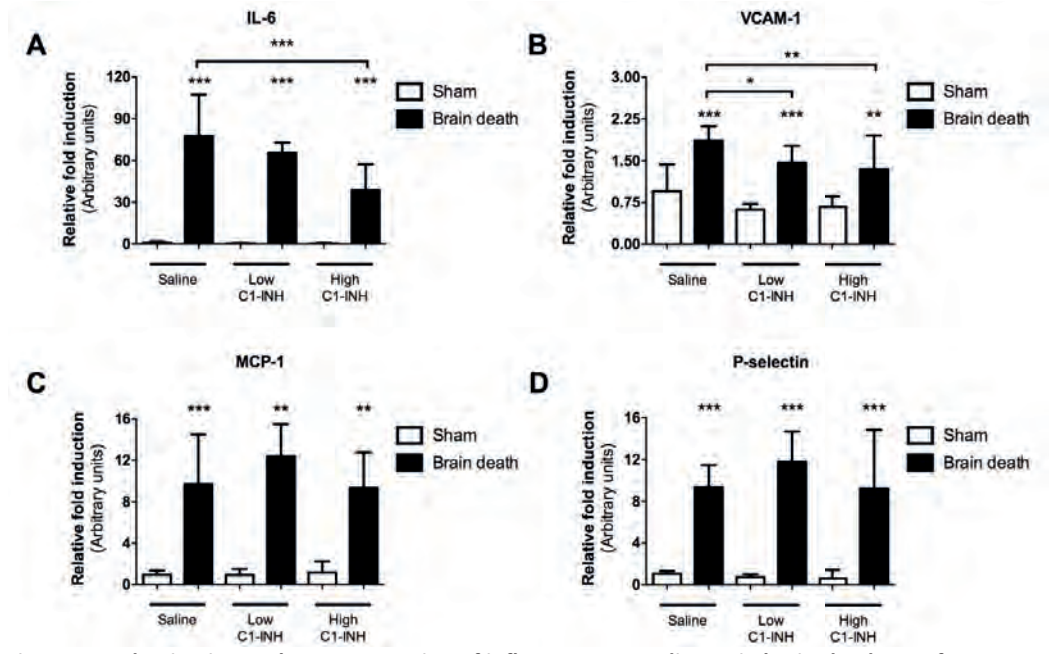 A
IL-6
***
***
***
***
120
90
60
30
0
Relative fold induction
(Arbitrary units)
Sham
Brain death
Saline
Low
C1-INH
High
C1-INH
B
VCAM-1
**
*
***
***
**
3.00
2.25
1.50
0.75
0.00
Relative fold induction
(Arbitrary units)
Sham
Brain death
Saline
Low
C1-INH
High
C1-INH
C
MCP-1
***
**
**
16
12
8
4
0
Relative fold induction
(Arbitrary units)
Sham
Brain death
Saline
Low
C1-INH
High
C1-INH
D
P-selectin
***
***
***
16
12
8
4
0
Relative fold induction
(Arbitrary units)
Sham
Brain death
Saline
Low
C1-INH
High
C1-INH